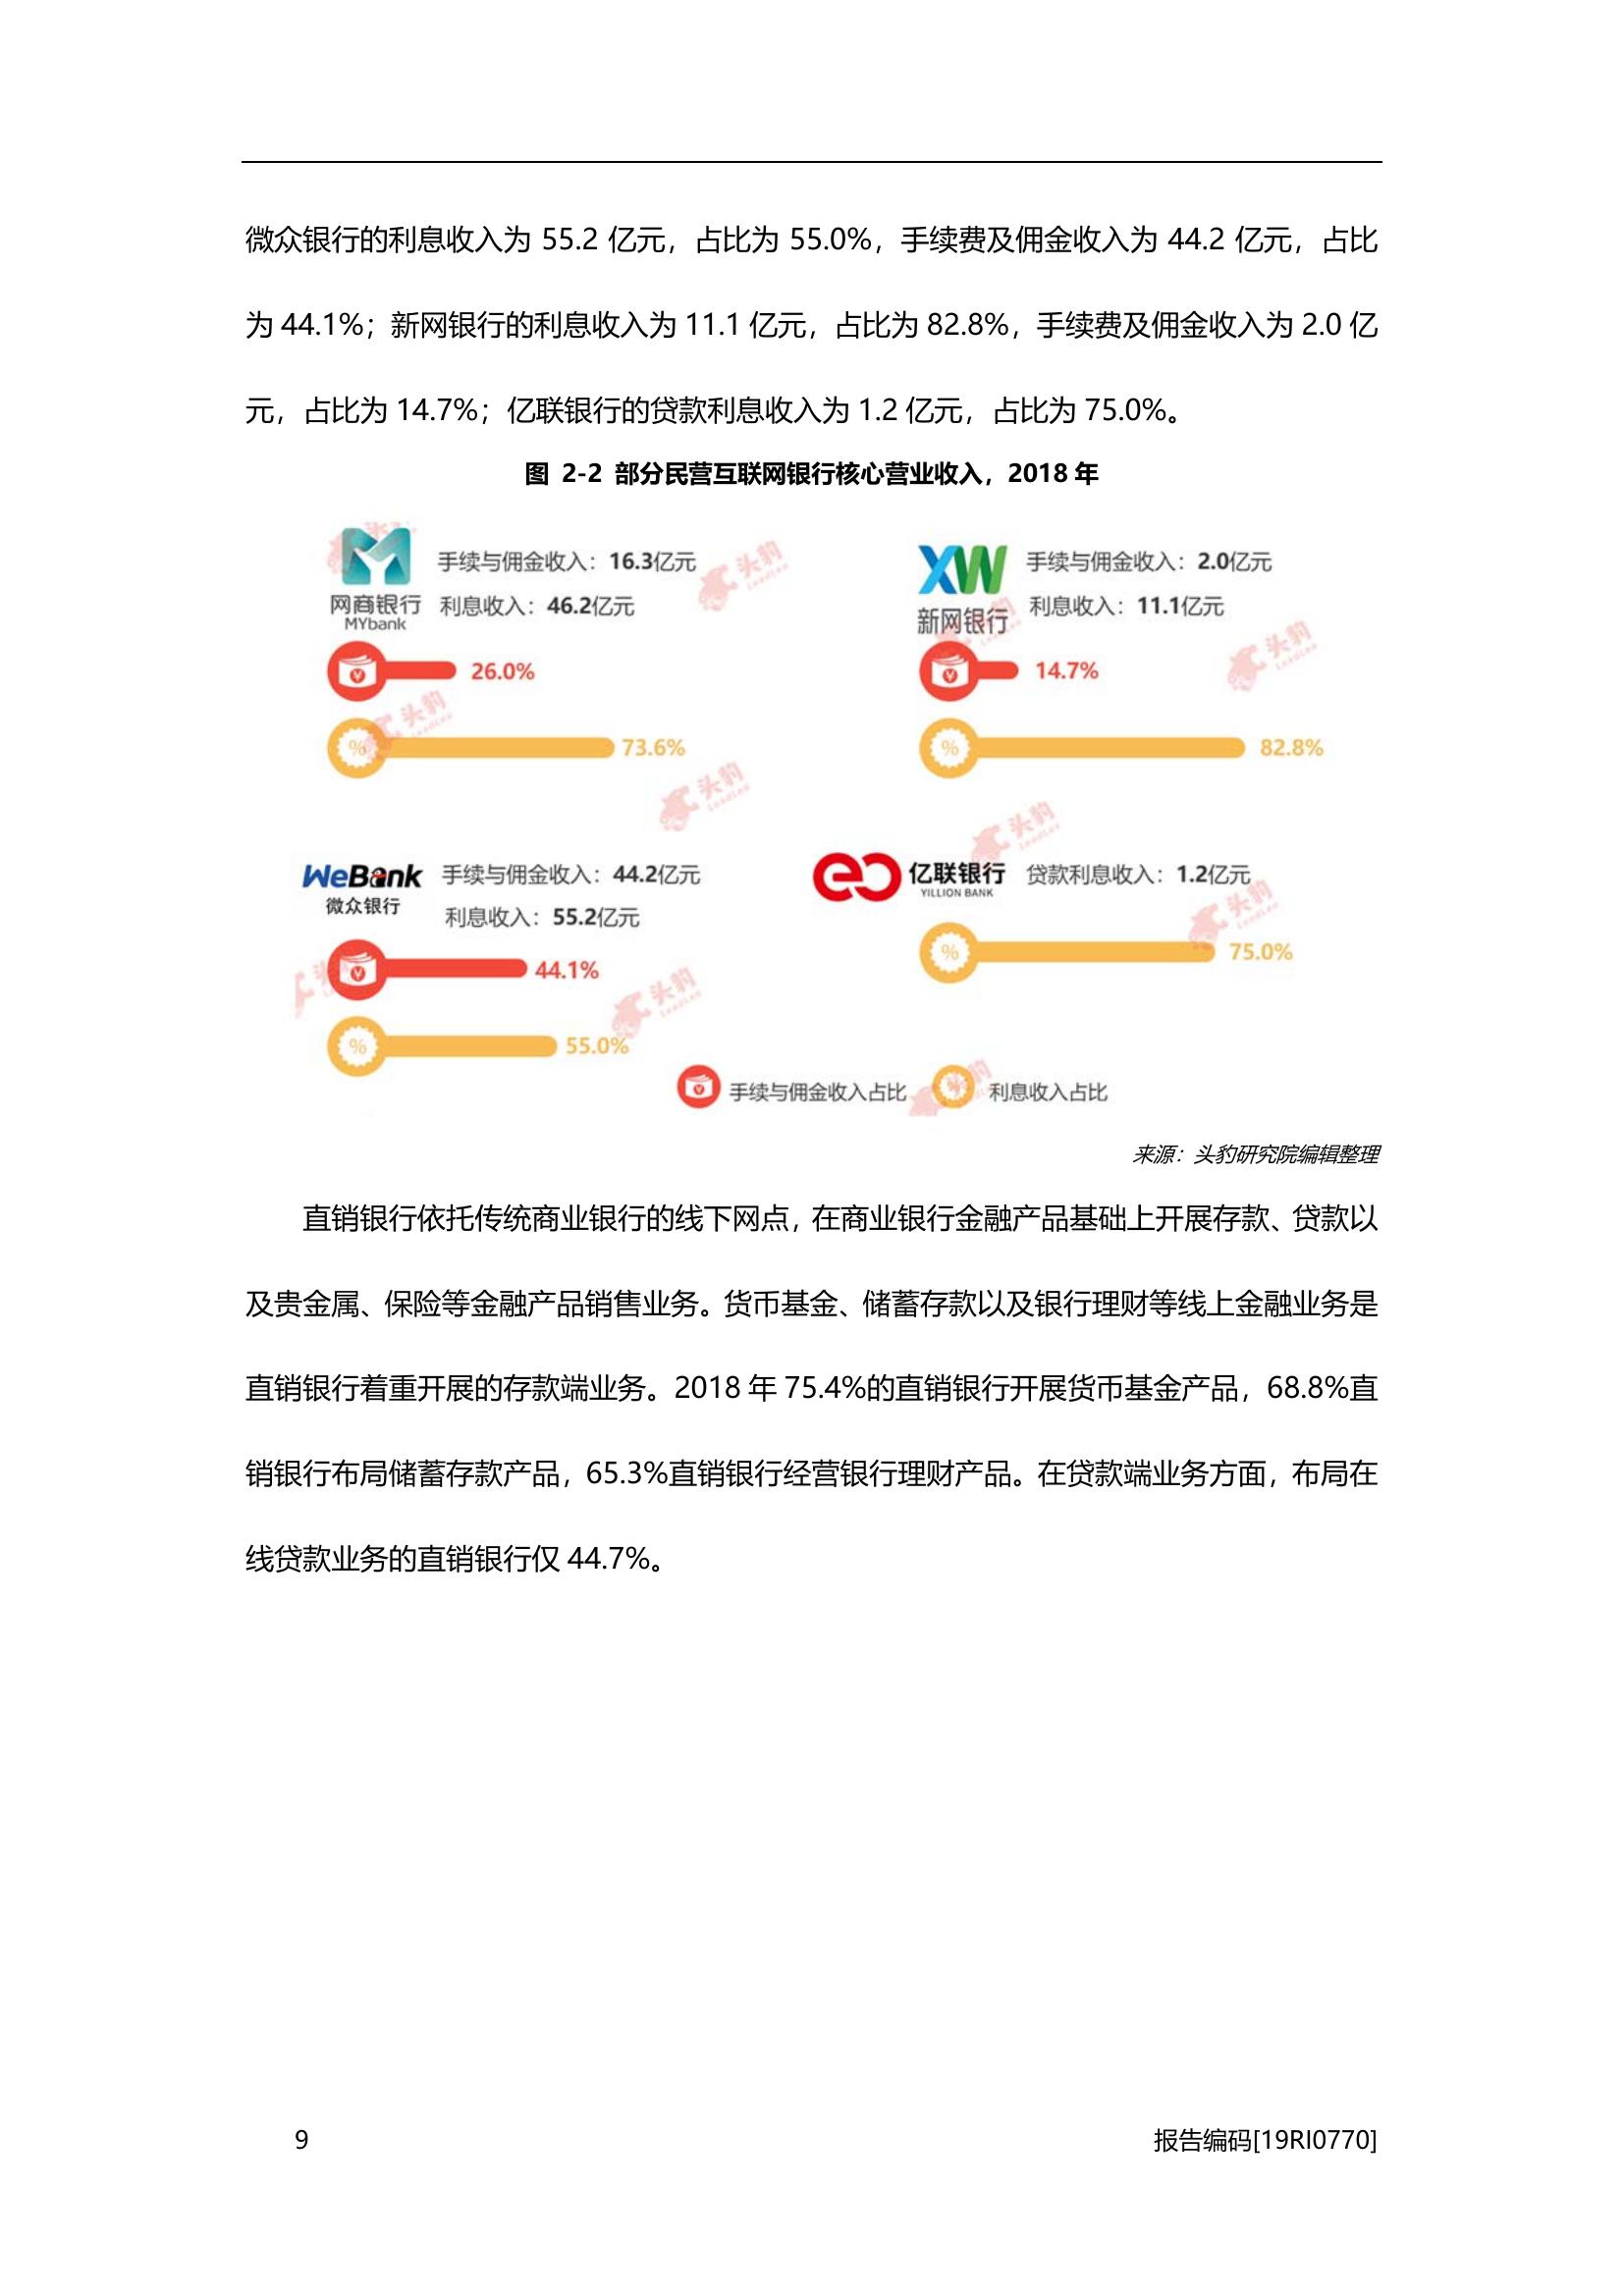 微众银行的利息收入为 55.2 亿元，占比为 55.0%，手续费及佣金收入为 44.2 亿元，占比
为 44.1%；新网银行的利息收入为 11.1 亿元，占比为 82.8%，手续费及佣金收入为 2.0 亿
元，占比为 14.7%；亿联银行的贷款利息收入为 1.2 亿元，占比为 75.0%。
图 2-2 部分民营互联网银行核心营业收入，2018 年
网商银行
MYbank
手续与佣金收入：16.3亿元
利息收入：46.2亿元
26.0%
73.6%
XW
新网银行
手续与佣金收入：2.0亿元
利息收入：11.1亿元
14.7%
82.8%
WeBank
微众银行
手续与佣金收入：44.2亿元
利息收入：55.2亿元
44.1%
55.0%
亿联银行
YILLION BANK
贷款利息收入：1.2亿元
75.0%
手续与佣金收入占比
利息收入占比
头豹
LeadLeo
来源：头豹研究院编辑整理
直销银行依托传统商业银行的线下网点，在商业银行金融产品基础上开展存款、贷款以
及贵金属、保险等金融产品销售业务。货币基金、储蓄存款以及银行理财等线上金融业务是
直销银行着重开展的存款端业务。2018 年 75.4%的直销银行开展货币基金产品，68.8%直
销银行布局储蓄存款产品，65.3%直销银行经营银行理财产品。在贷款端业务方面，布局在
线贷款业务的直销银行仅 44.7%。
9
报告编码[19RI0770]